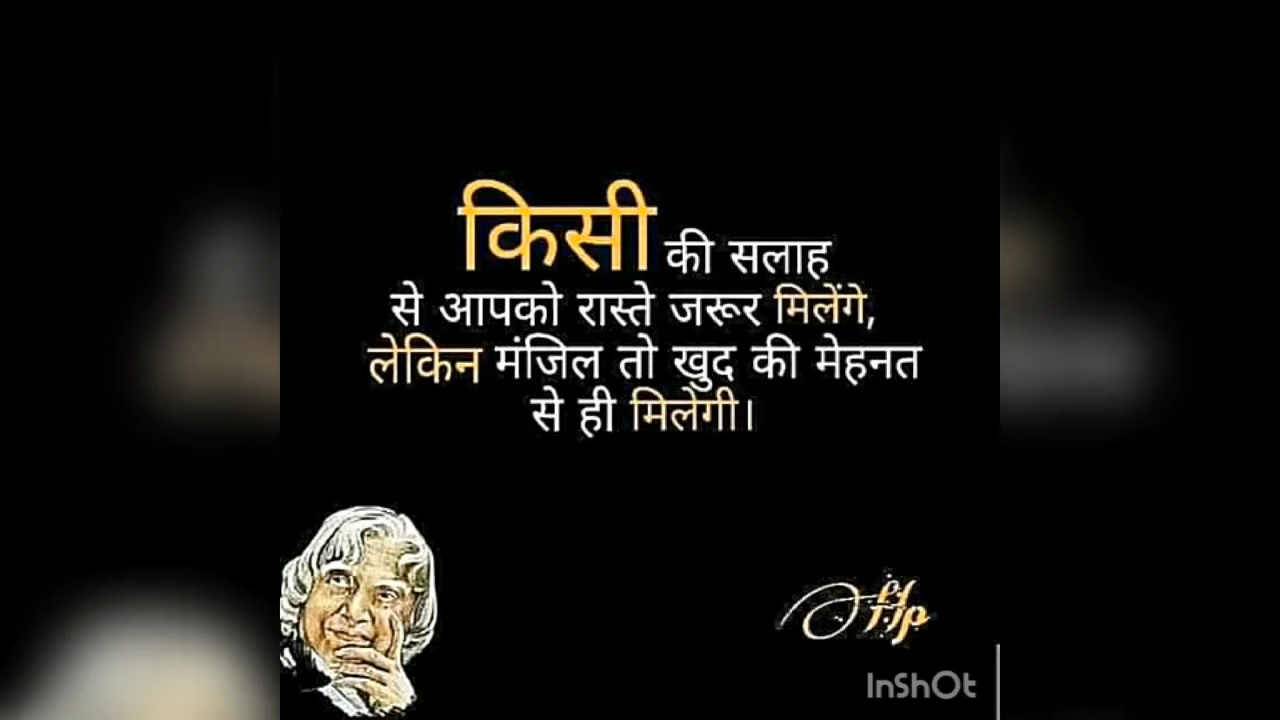 किसी की सलाह
से आपको रास्ते जरूर मिलेंगे,
लेकिन मंजिल तो खुद की मेहनत
से ही मिलेगी।
InShOt